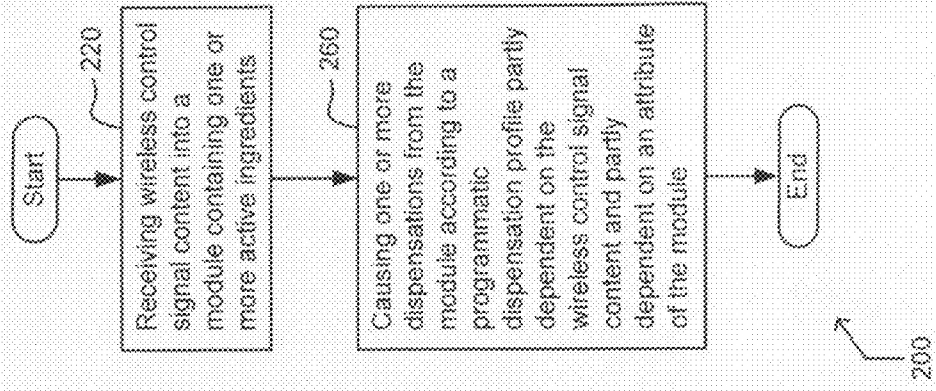 Start
220
Receiving wireless control
signal content into a
module containing one or
more active ingredients
260
Causing one or more
dispensations from the
module according to a
programmatic
dispensation profile partly
dependent on the
wireless control signal
content and partly
dependent on an attribute
of the module
End
200